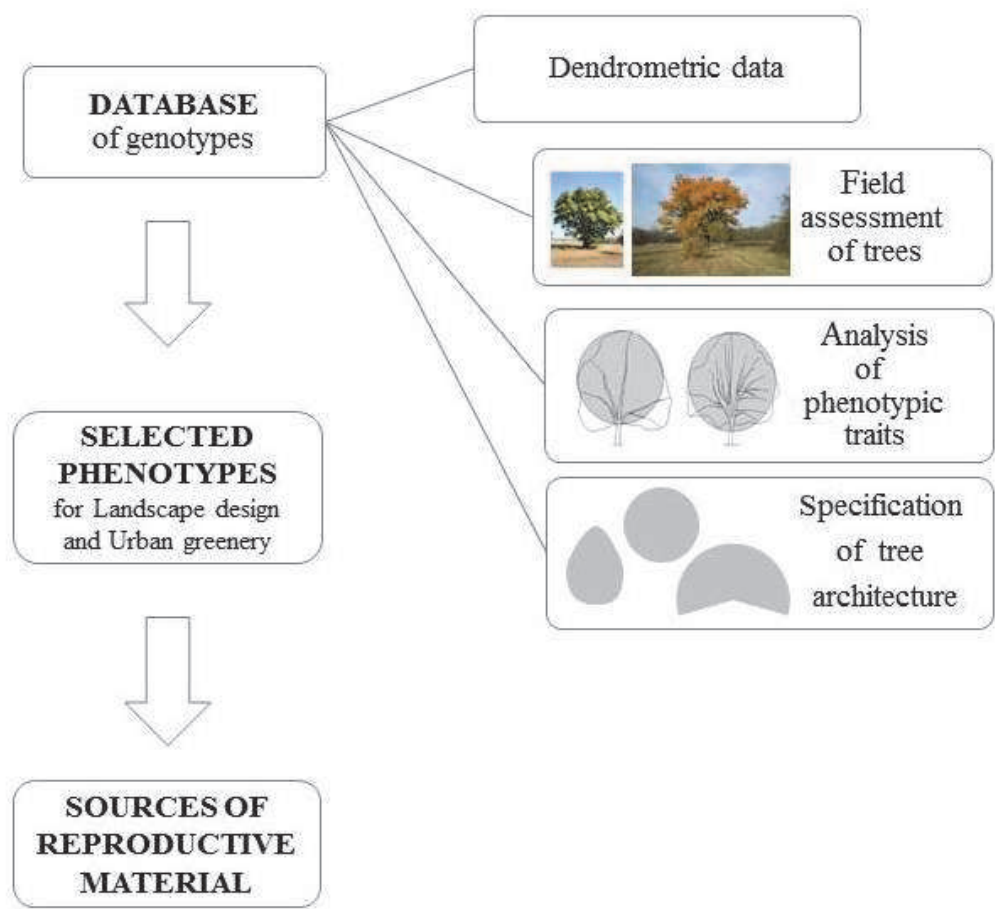 DATABASE
of genotypes
Dendrometric data
Field
assessment
of trees
Analysis
of
phenotypic
traits
Specification
of tree
architecture
SELECTED
PHENOTYPES
for Landscape design
and Urban greenery
SOURCES OF
REPRODUCTIVE
MATERIAL